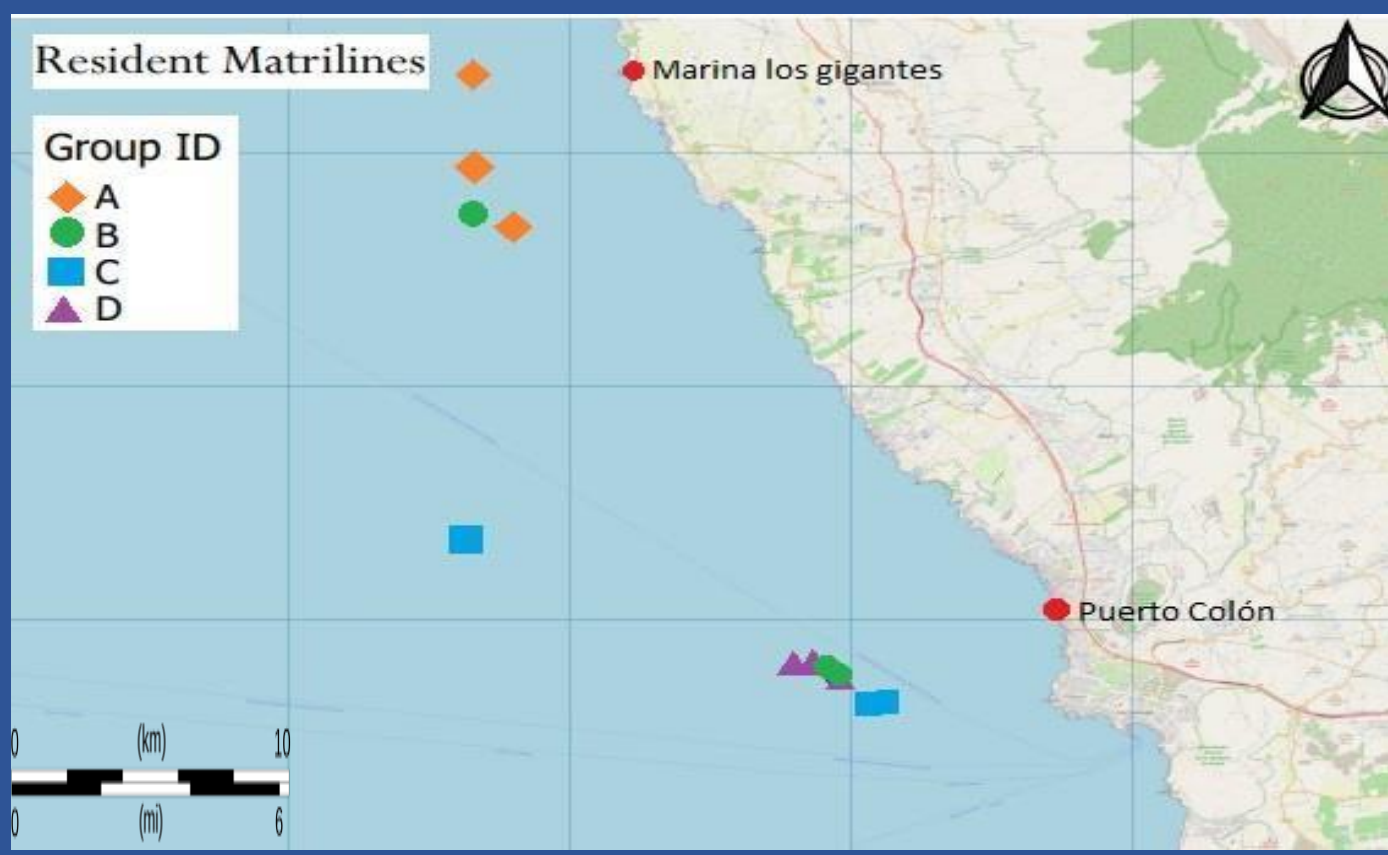 Resident Matrilines
Marina los gigantes
Group ID
A
B
C
D
Puerto Colón
0 (km) 10
0 (mi) 6